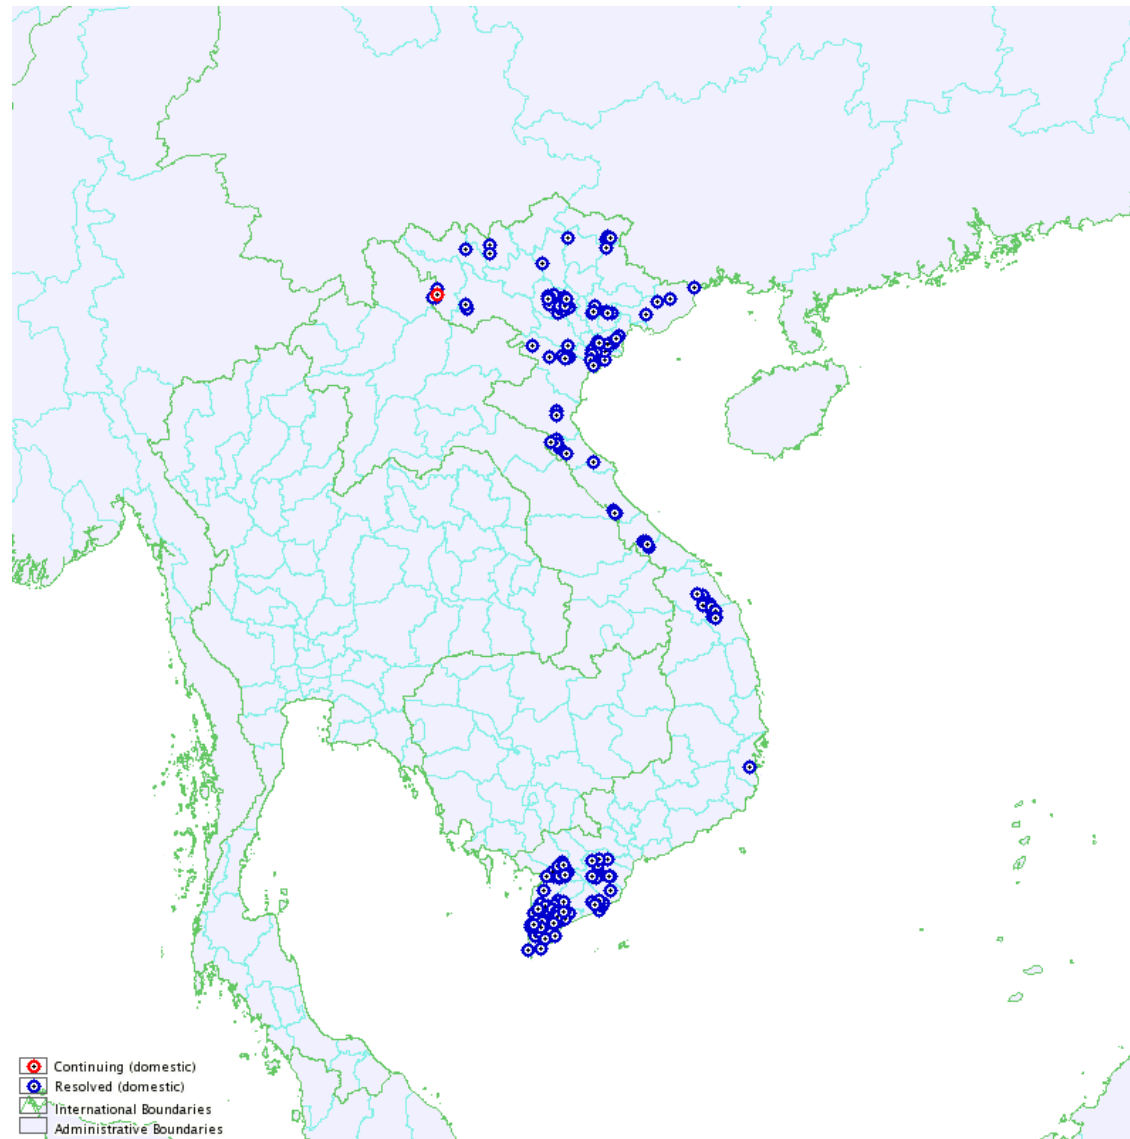 Continuing (domestic)
Resolved (domestic)
International Boundaries
Administrative Boundaries